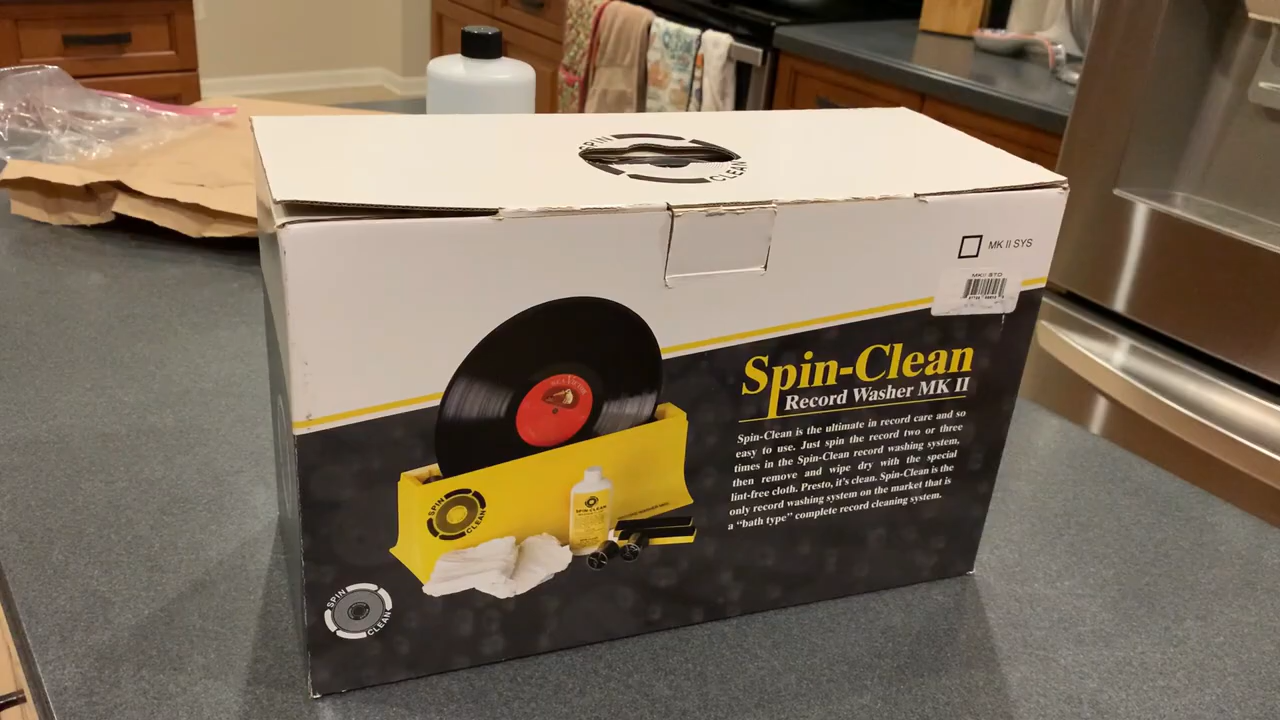 SPIN CLEAN
MK II SYS
MKII STD
Spin-Clean
Record Washer MK II
Spin-Clean is the ultimate in record care and so
easy to use. Just spin the record two or three
times in the Spin-Clean record washing system,
then remove and wipe dry with the special
lint-free cloth. Presto, it's clean. Spin-Clean is the
only record washing system on the market that is
a "bath type" complete record cleaning system.
SPIN CLEAN
SPIN-CLEAN
SPIN CLEAN